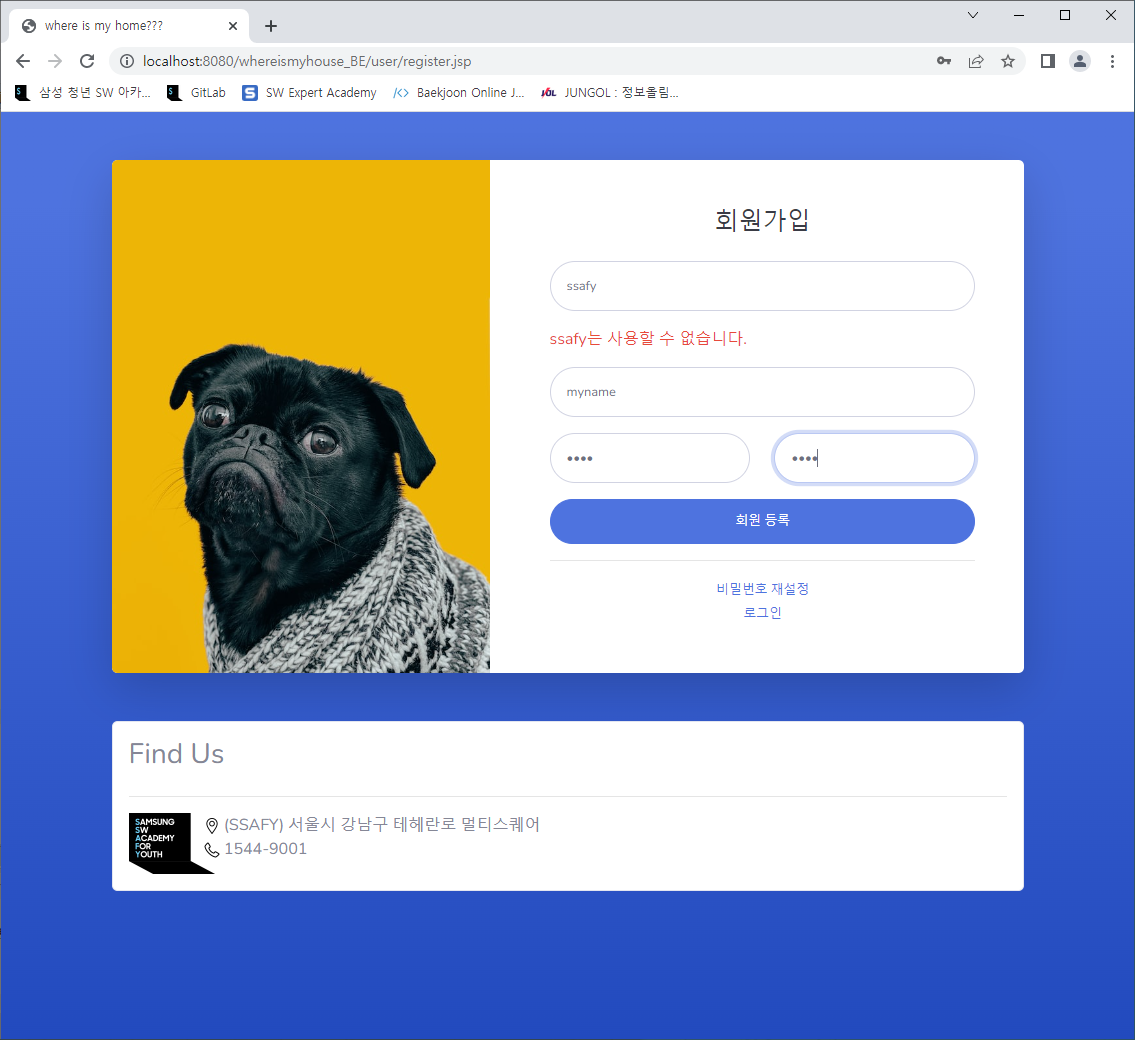 where is my home???
localhost:8080/whereismyhouse_BE/user/register.jsp
삼성 청년 SW 아카... GitLab SW Expert Academy Baekjoon Online J... JUNGOL : 정보올림...
회원가입
ssafy
ssafy는 사용할 수 없습니다.
myname
회원 등록
비밀번호 재설정
로그인
Find Us
SAMSUNG
SW
ACADEMY
FOR
YOUTH
(SSAFY) 서울시 강남구 테헤란로 멀티스퀘어
1544-9001